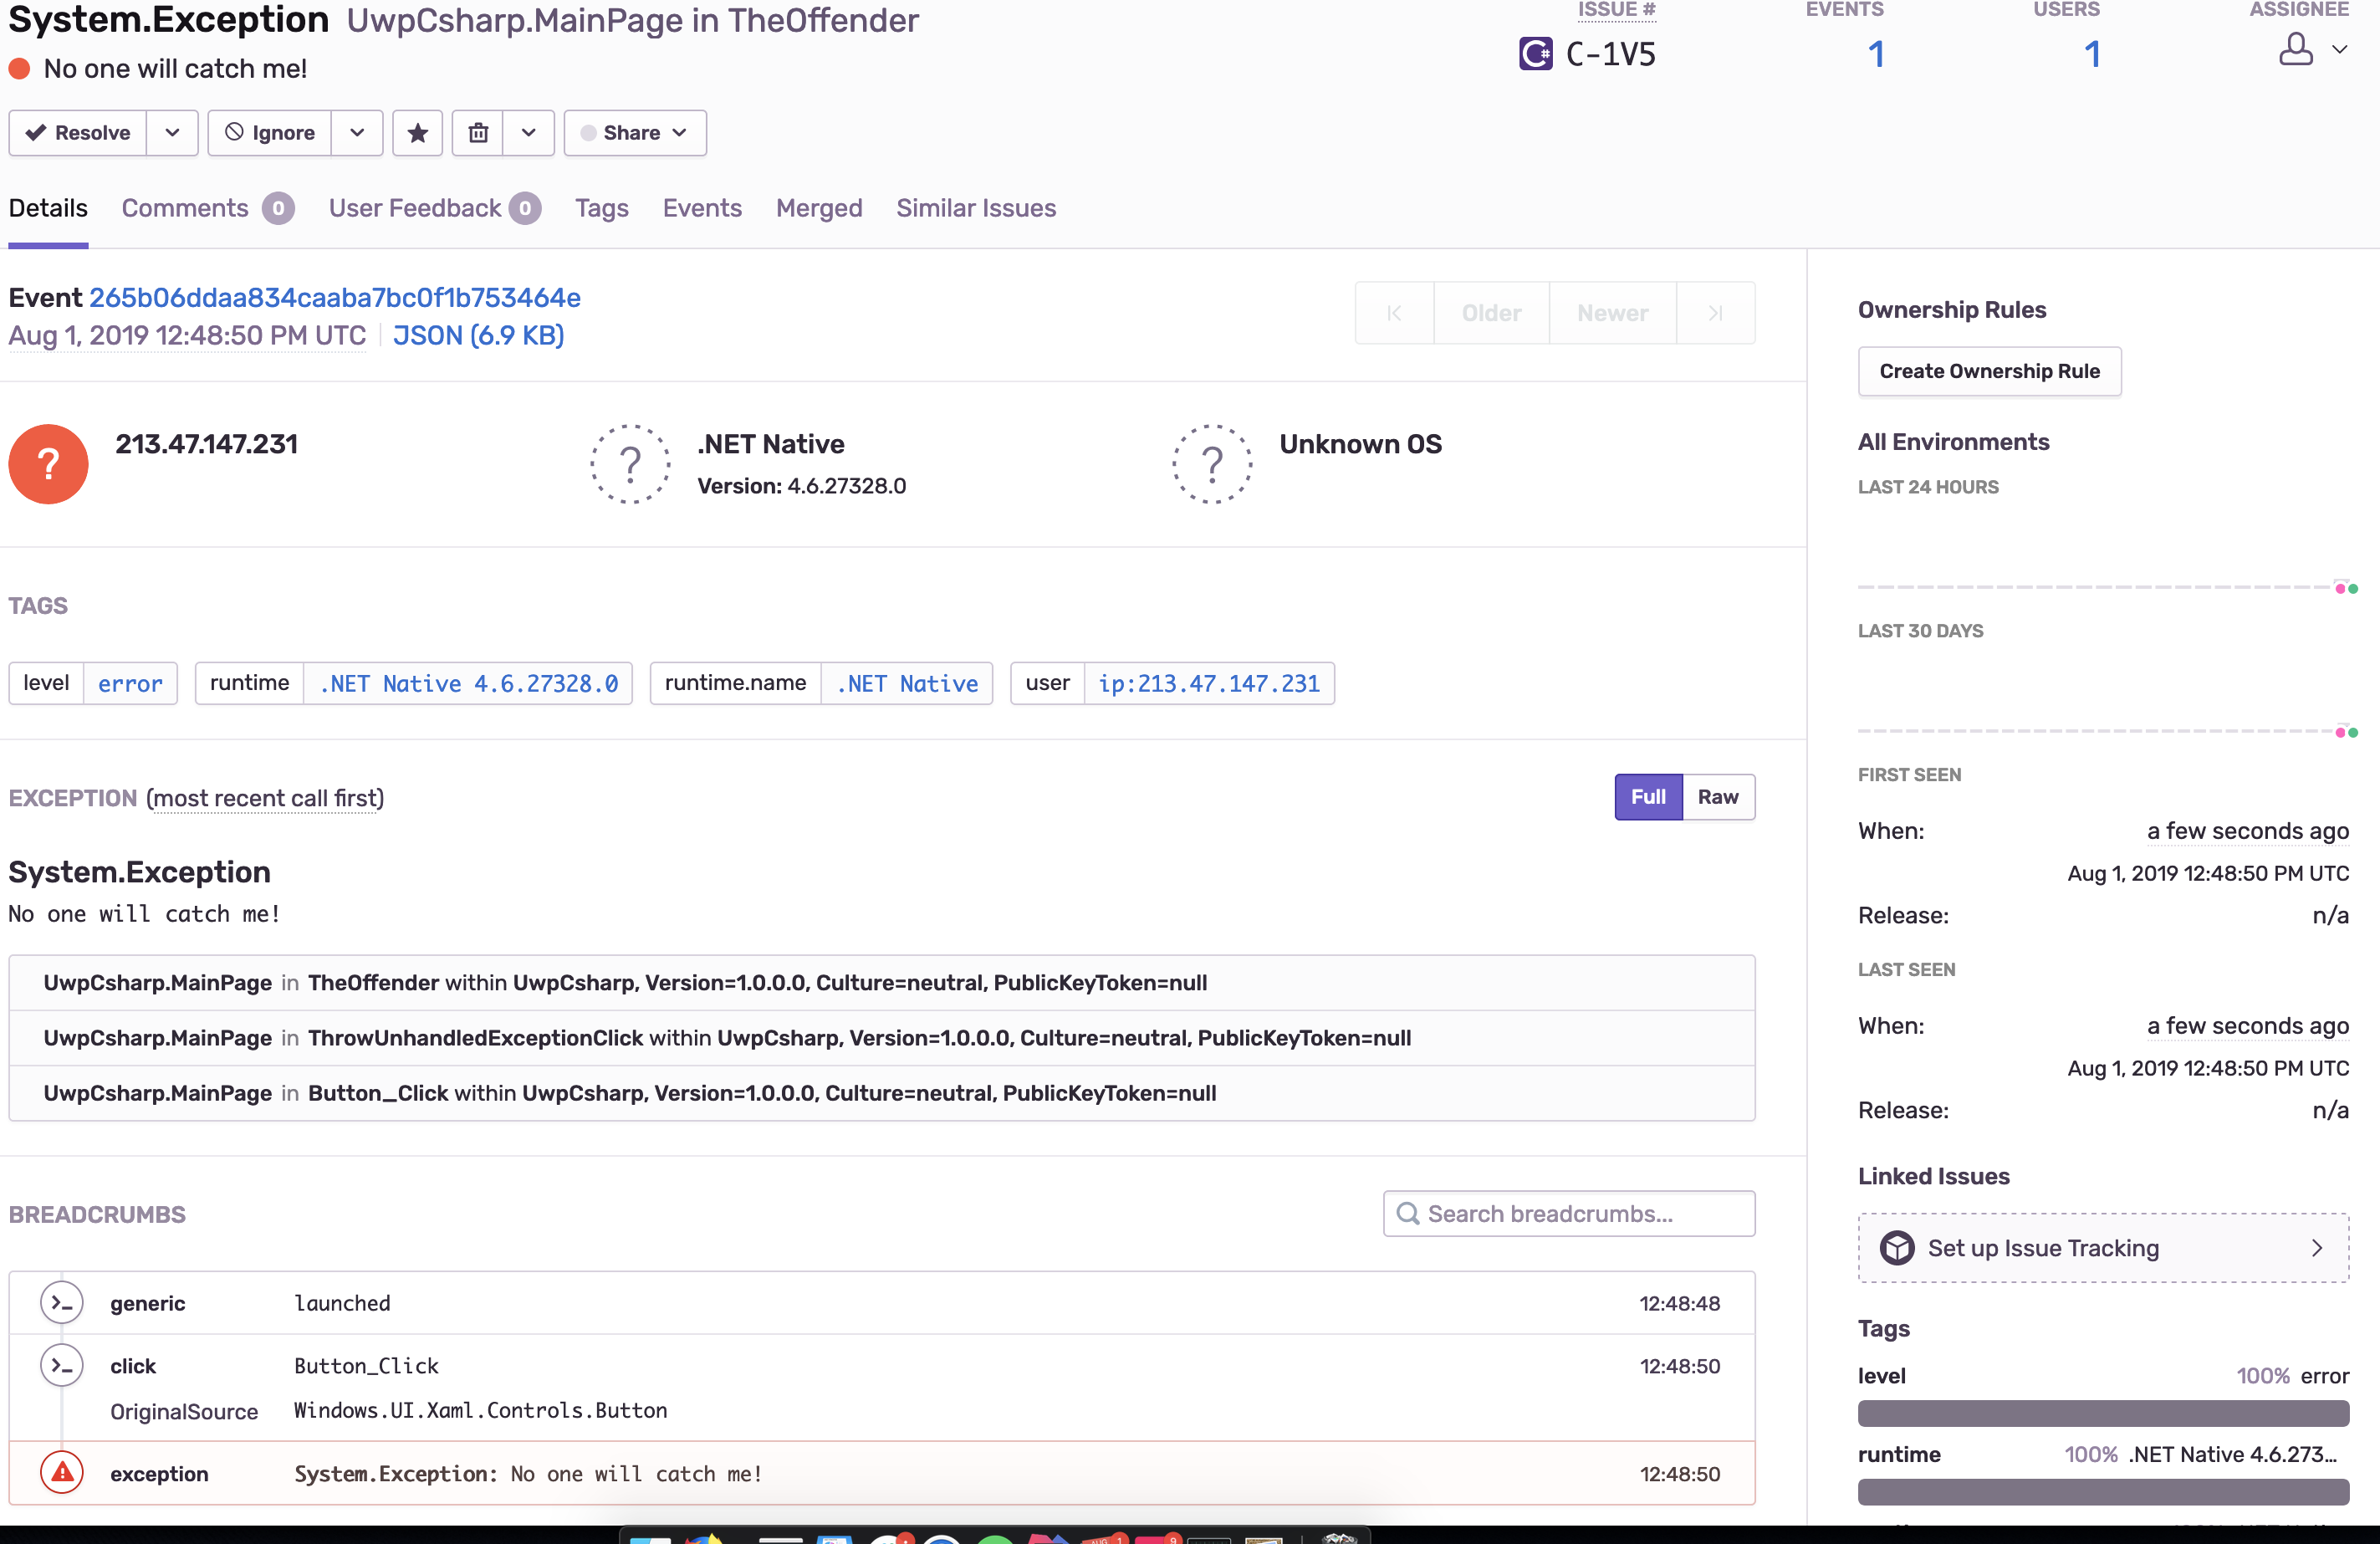 System.Exception UwpCsharp.MainPage in TheOffender
No one will catch me!
ISSUE # EVENTS USERS ASSIGNEE
C# C-1V5 1 1
Resolve Ignore Share
Details Comments 0 User Feedback 0 Tags Events Merged Similar Issues
Event 265b06ddaa834caaba7bc0f1b753464e
Aug 1, 2019 12:48:50 PM UTC JSON (6.9 KB)
Older Newer
? 213.47.147.231
? .NET Native
Version: 4.6.27328.0
? Unknown OS
TAGS
level error runtime .NET Native 4.6.27328.0 runtime.name .NET Native user ip:213.47.147.231
EXCEPTION (most recent call first)
Full Raw
System.Exception
No one will catch me!
UwpCsharp.MainPage in TheOffender within UwpCsharp, Version=1.0.0.0, Culture=neutral, PublicKeyToken=null
UwpCsharp.MainPage in ThrowUnhandledExceptionClick within UwpCsharp, Version=1.0.0.0, Culture=neutral, PublicKeyToken=null
UwpCsharp.MainPage in Button_Click within UwpCsharp, Version=1.0.0.0, Culture=neutral, PublicKeyToken=null
BREADCRUMBS
Search breadcrumbs...
generic launched 12:48:48
click Button_Click 12:48:50
OriginalSource Windows.UI.Xaml.Controls.Button
exception System.Exception: No one will catch me! 12:48:50
Ownership Rules
Create Ownership Rule
All Environments
LAST 24 HOURS
LAST 30 DAYS
FIRST SEEN
When: a few seconds ago
Aug 1, 2019 12:48:50 PM UTC
Release: n/a
LAST SEEN
When: a few seconds ago
Aug 1, 2019 12:48:50 PM UTC
Release: n/a
Linked Issues
Set up Issue Tracking
Tags
level 100% error
runtime 100% .NET Native 4.6.273...